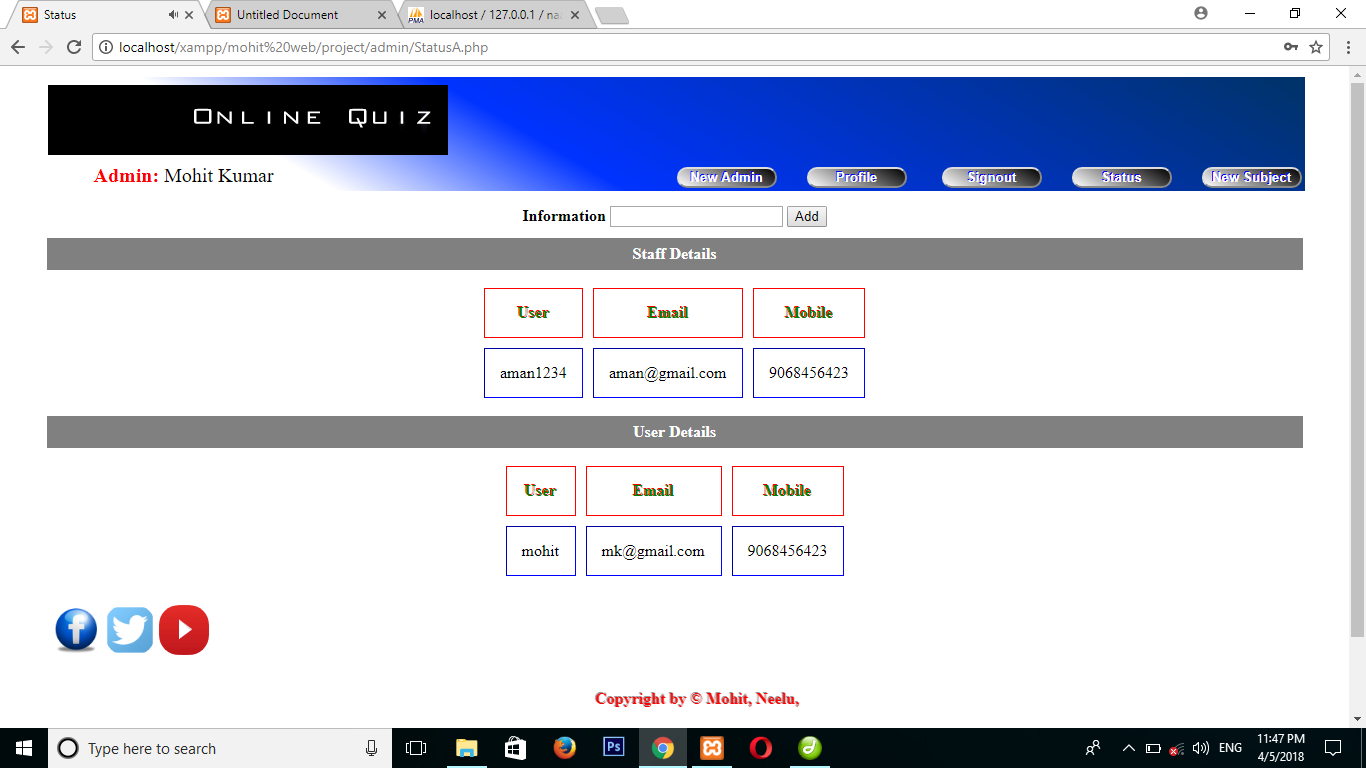 Status
Untitled Document
localhost / 127.0.0.1 / na
localhost/xampp/mohit%20web/project/admin/StatusA.php
Online Quiz
Admin: Mohit Kumar
New Admin Profile Signout Status New Subject
Information Add
Staff Details
User Email Mobile
aman1234 aman@gmail.com 9068456423
User Details
User Email Mobile
mohit mk@gmail.com 9068456423
f
Copyright by © Mohit, Neelu,
Type here to search
Ps
ENG
11:47 PM
4/5/2018